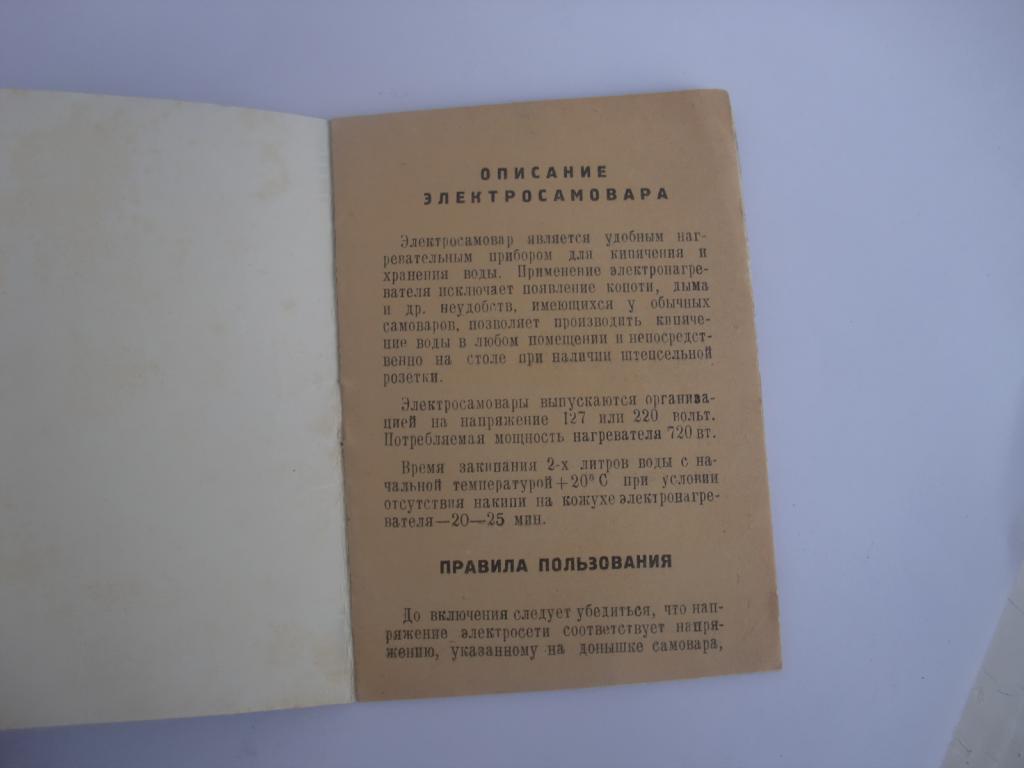 ОПИСАНИЕ
ЭЛЕКТРОСАМОВАРА
Электросамовар является удобным наг-
ревательным прибором для кипячения и
хранения воды. Применение электронагре-
вателя исключает появление копоти, дыма
и др. неудобств, имеющихся у обычных
самоваров, позволяет производить кипяче-
ние воды в любом помещении и непосредст-
венно на столе при наличии штепсельной
розетки.
Электросамовары выпускаются организа-
цией на напряжение 127 или 220 вольт.
Потребляемая мощность нагревателя 720 вт.
Время закипания 2-х литров воды с на-
чальной температурой +20° С при условии
отсутствия накипи на кожухе электронагре-
вателя—20—25 мин.
ПРАВИЛА ПОЛЬЗОВАНИЯ
До включения следует убедиться, что нап-
ряжение электросети соответствует напря-
жению, указанному на донышке самовара,